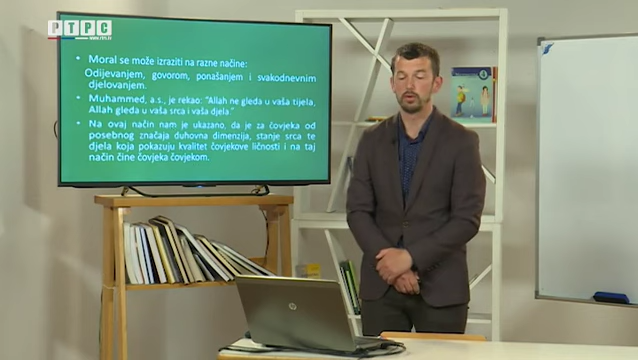 РТРС
• Moral se može izraziti na razne načine:
Odijevanjem, govorom, ponašanjem i svakodnevnim
djelovanjem.
• Muhammed, a.s., je rekao: "Allah ne gleda u vaša tijela,
Allah gleda u vaša srca i vaša djela."
• Na ovaj način nam je ukazano, da je za čovjeka od
posebnog značaja duhovna dimenzija, stanje srca te
djela koja pokazuju kvalitet čovjekove ličnosti i na taj
način čine čovjeka čovjekom.